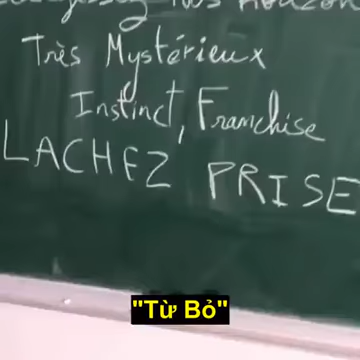 Très Mystérieux
Instinct, Franchise
LACHEZ PRISE
"Từ Bỏ"